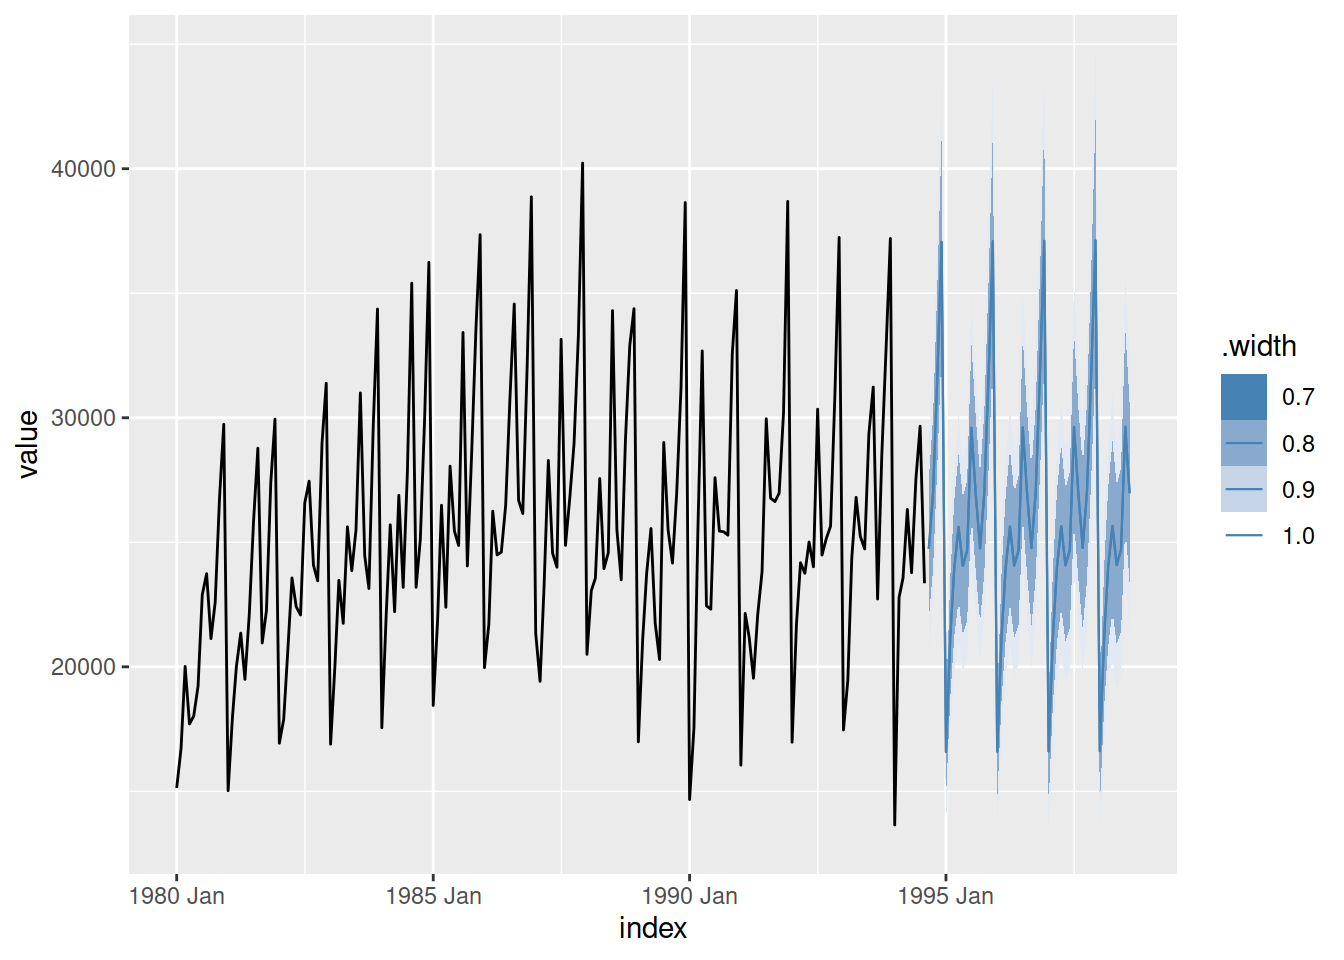 value
40000
30000
20000
1980 Jan
1985 Jan
1990 Jan
1995 Jan
index
.width
0.7
0.8
0.9
1.0